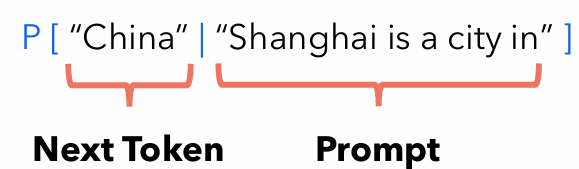 P [ “China” | “Shanghai is a city in” ]
Next Token Prompt